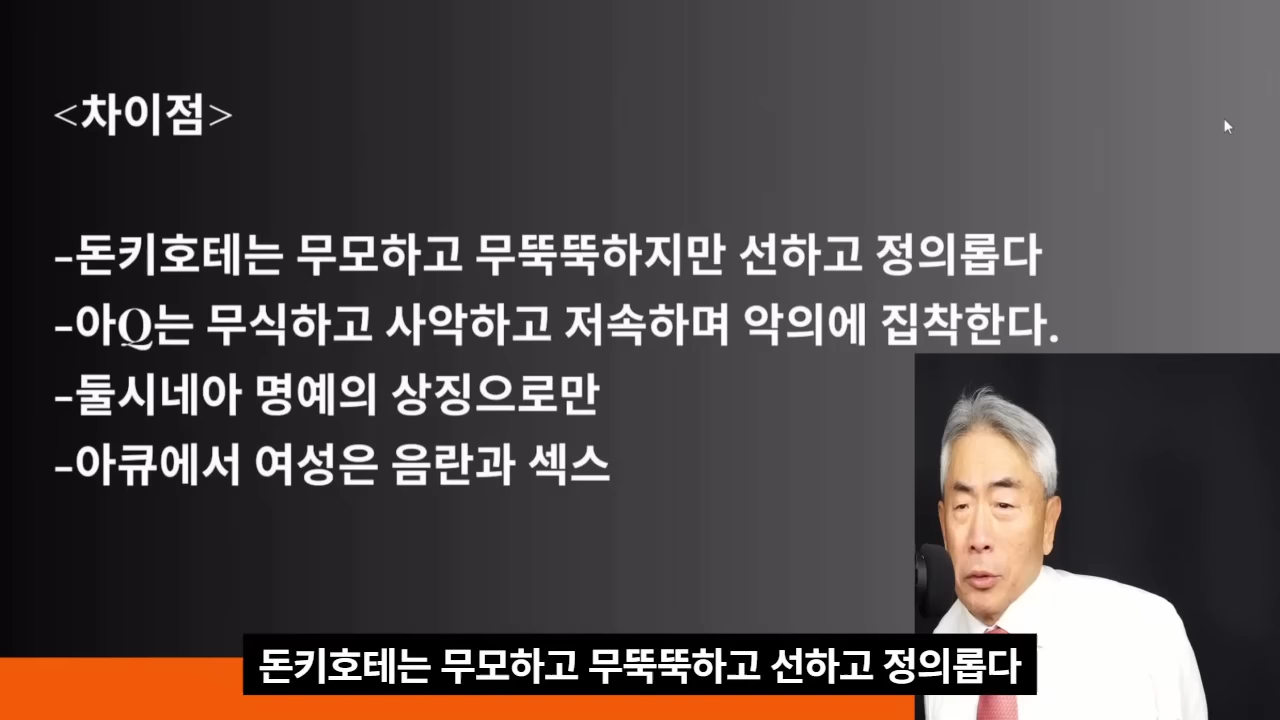 <차이점>
-돈키호테는 무모하고 무뚝뚝하지만 선하고 정의롭다
-아Q는 무식하고 사악하고 저속하며 악의에 집착한다.
-둘시네아 명예의 상징으로만
-아큐에서 여성은 음란과 섹스
돈키호테는 무모하고 무뚝뚝하고 선하고 정의롭다